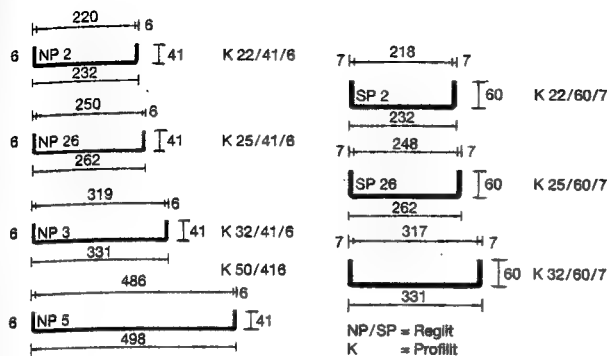 220 6
6 NP 2 41 K 22/41/6
232
250 6
6 NP 26 41 K 25/41/6
262
319 6
6 NP 3 41 K 32/41/6
331
K 50/416
486 6
6 NP 5 41
498
7 218 7
SP 2 60 K 22/60/7
232
7 248 7
SP 26 60 K 25/60/7
262
7 317 7
60 K 32/60/7
331
NP/SP = Reglit
K = Profilit